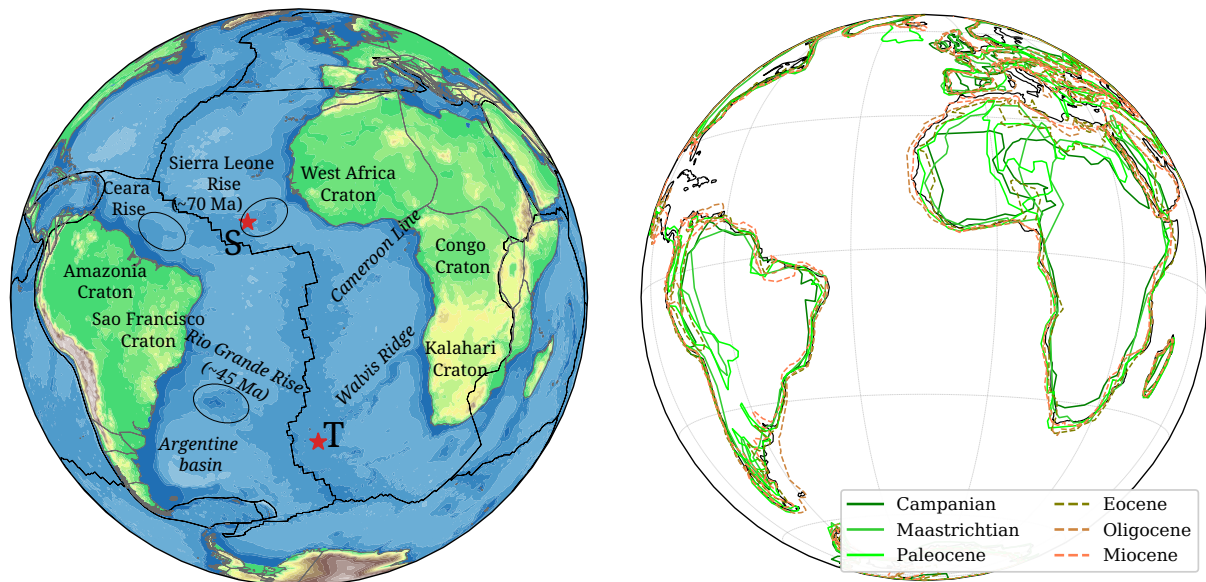 Sierra Leone
Rise
(~70 Ma)
Ceara
Rise
S
West Africa
Craton
Cameroon Line
Congo
Craton
Amazonia
Craton
Sao Francisco
Craton
Rio Grande Rise
(~45 Ma)
Walvis Ridge
Kalahari
Craton
T
Argentine
basin
Campanian
Maastrichtian
Paleocene
Eocene
Oligocene
Miocene